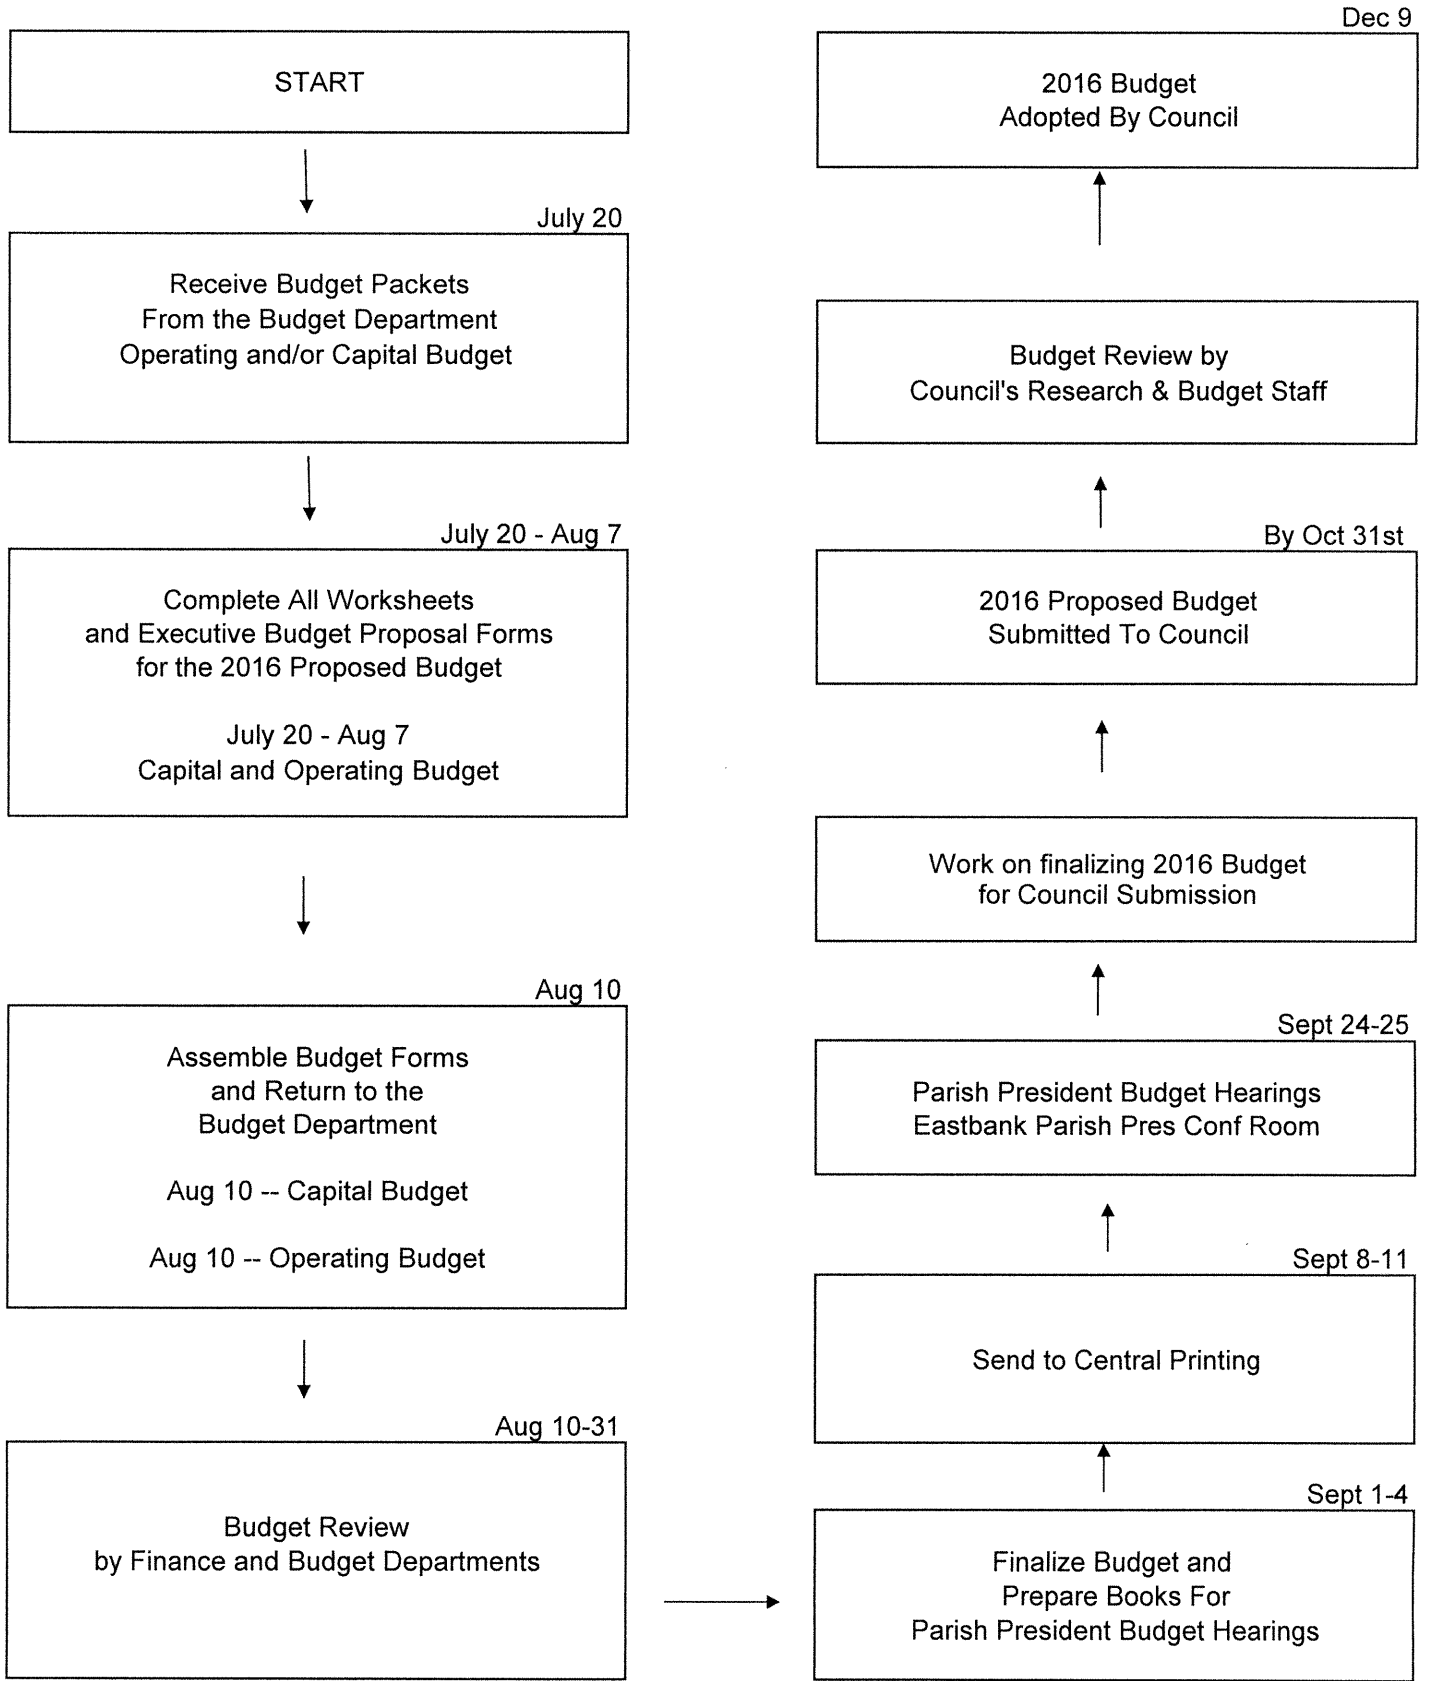 START
July 20
Receive Budget Packets
From the Budget Department
Operating and/or Capital Budget
July 20 - Aug 7
Complete All Worksheets
and Executive Budget Proposal Forms
for the 2016 Proposed Budget
July 20 - Aug 7
Capital and Operating Budget
Aug 10
Assemble Budget Forms
and Return to the
Budget Department
Aug 10 -- Capital Budget
Aug 10 -- Operating Budget
Aug 10-31
Budget Review
by Finance and Budget Departments
Sept 1-4
Finalize Budget and
Prepare Books For
Parish President Budget Hearings
Sept 8-11
Send to Central Printing
Sept 24-25
Parish President Budget Hearings
Eastbank Parish Pres Conf Room
Work on finalizing 2016 Budget
for Council Submission
By Oct 31st
2016 Proposed Budget
Submitted To Council
Budget Review by
Council's Research & Budget Staff
Dec 9
2016 Budget
Adopted By Council